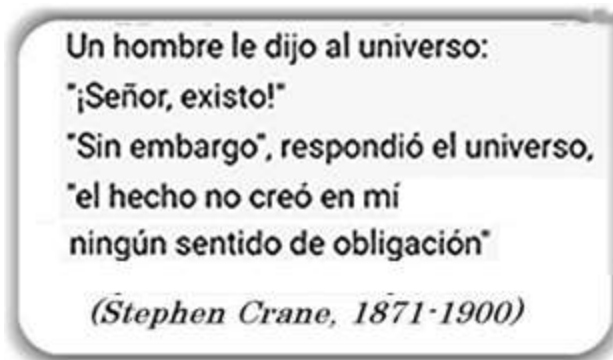 Un hombre le dijo al universo:
"¡Señor, existo!"
"Sin embargo", respondió el universo,
"el hecho no creó en mí
ningún sentido de obligación"
(Stephen Crane, 1871-1900)